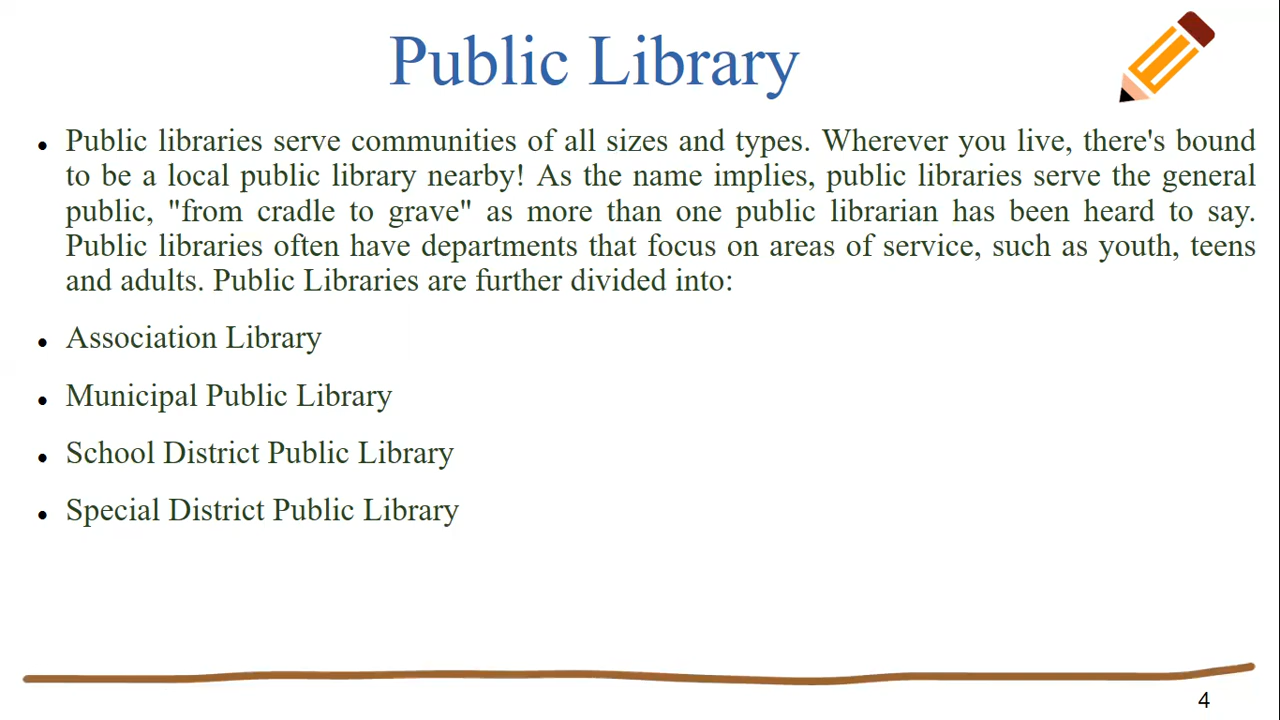 Public Library
Public libraries serve communities of all sizes and types. Wherever you live, there's bound
to be a local public library nearby! As the name implies, public libraries serve the general
public, "from cradle to grave" as more than one public librarian has been heard to say.
Public libraries often have departments that focus on areas of service, such as youth, teens
and adults. Public Libraries are further divided into:
Association Library
Municipal Public Library
School District Public Library
Special District Public Library
4